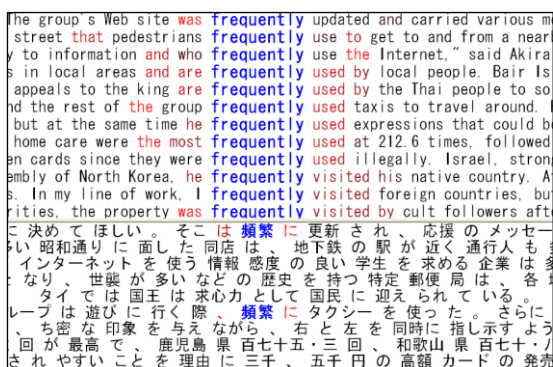 The group's Web site was frequently updated and carried various m
street that pedestrians frequently use to get to and from a near
y to information and who frequently use the Internet,” said Akira
s in local areas and are frequently used by local people. Bair Is
appeals to the king are frequently used by the Thai people to so
nd the rest of the group frequently used taxis to travel around.
but at the same time he frequently used expressions that could b
home care were the most frequently used at 212.6 times, followed
en cards since they were frequently used illegally. Israel, stron
embly of North Korea, he frequently visited his native country. A
s. In my line of work, I frequently visited foreign countries, bu
rities, the property was frequently visited by cult followers aft
に 決め て ほしい 。 そこ は 頻繁 に 更新 さ れ 、 応援 の メッセー
い 昭和通り に 面し た 同店 は 、 地下鉄 の 駅 が 近く 通行人 も
インターネット を 使う 情報 感度 の 良い 学生 を 求める 企業 は 多
なり 、 世襲 が 多い など の 歴史 を 持つ 特定 郵便 局 は 、 各
タイ で は 国王 は 求心力 として 国民 に 迎え られ て いる 。
ループ は 遊び に 行く 際 、 頻繁 に タクシー を 使っ た 。 さらに
、 ち密 な 印象 を 与え ながら 、 右 と 左 を 同時 に 指し示す よう
回 が 最高 で 、 鹿児島 県 百七十五・三 回 、 和歌山 県 百七十・八
さ れ やすい こと を 理由 に 三千 、 五千 円 の 高額 カード の 発売